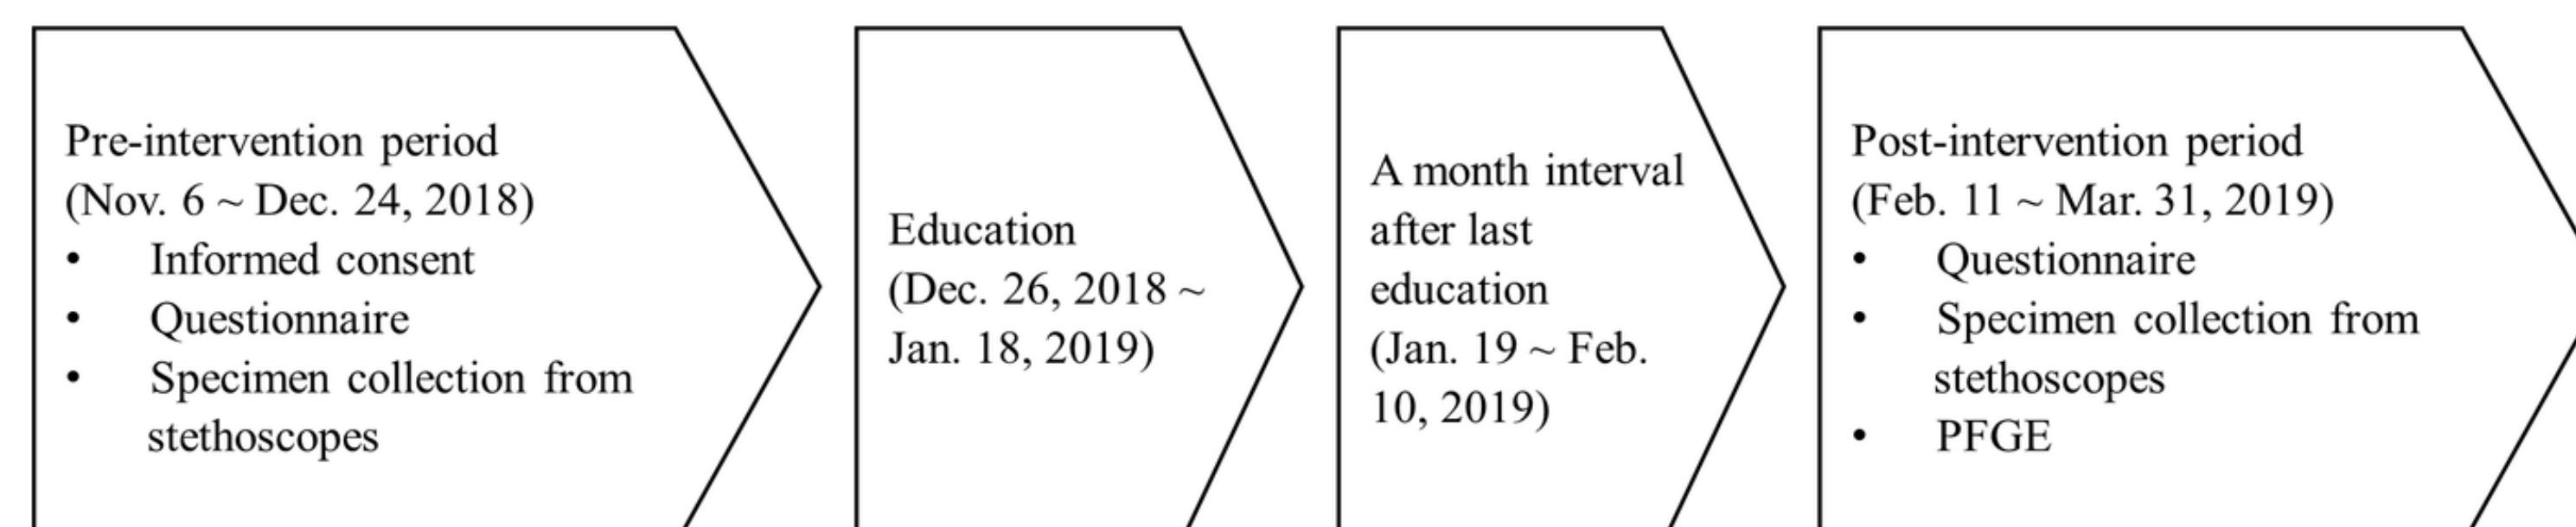 Pre-intervention period
(Nov. 6 ~ Dec. 24, 2018)
• Informed consent
• Questionnaire
• Specimen collection from
stethoscopes
Education
(Dec. 26, 2018 ~
Jan. 18, 2019)
A month interval
after last
education
(Jan. 19 ~ Feb.
10, 2019)
Post-intervention period
(Feb. 11 ~ Mar. 31, 2019)
• Questionnaire
• Specimen collection from
stethoscopes
• PFGE